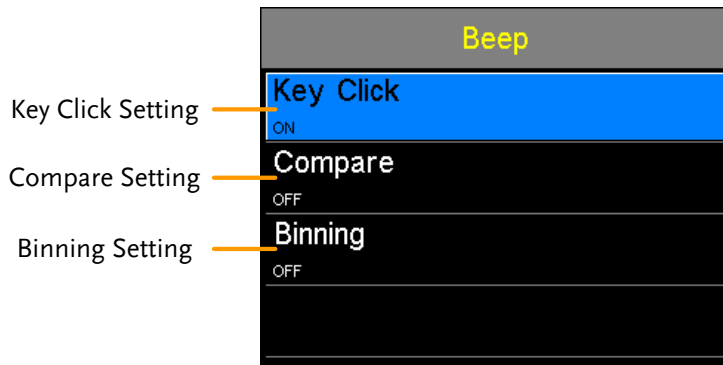 Beep
Key Click Setting
Key Click
ON
Compare Setting
Compare
OFF
Binning Setting
Binning
OFF